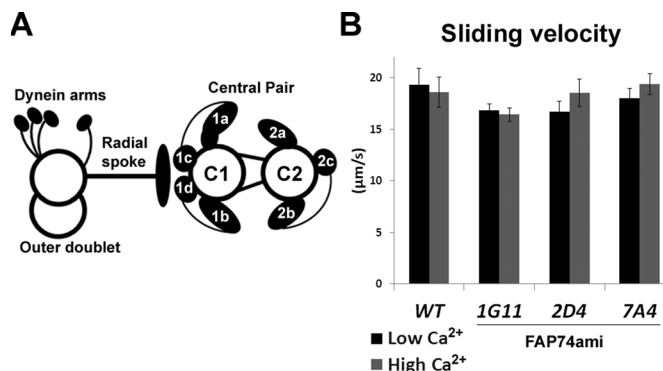 A
Dynein arms
Radial
spoke
Central Pair
1a
2a
1c
C1
C2
2c
1d
1b
2b
Outer doublet
B
Sliding velocity
(μm/s)
20
15
10
5
0
WT
1G11
2D4
7A4
FAP74ami
Low Ca²⁺
High Ca²⁺